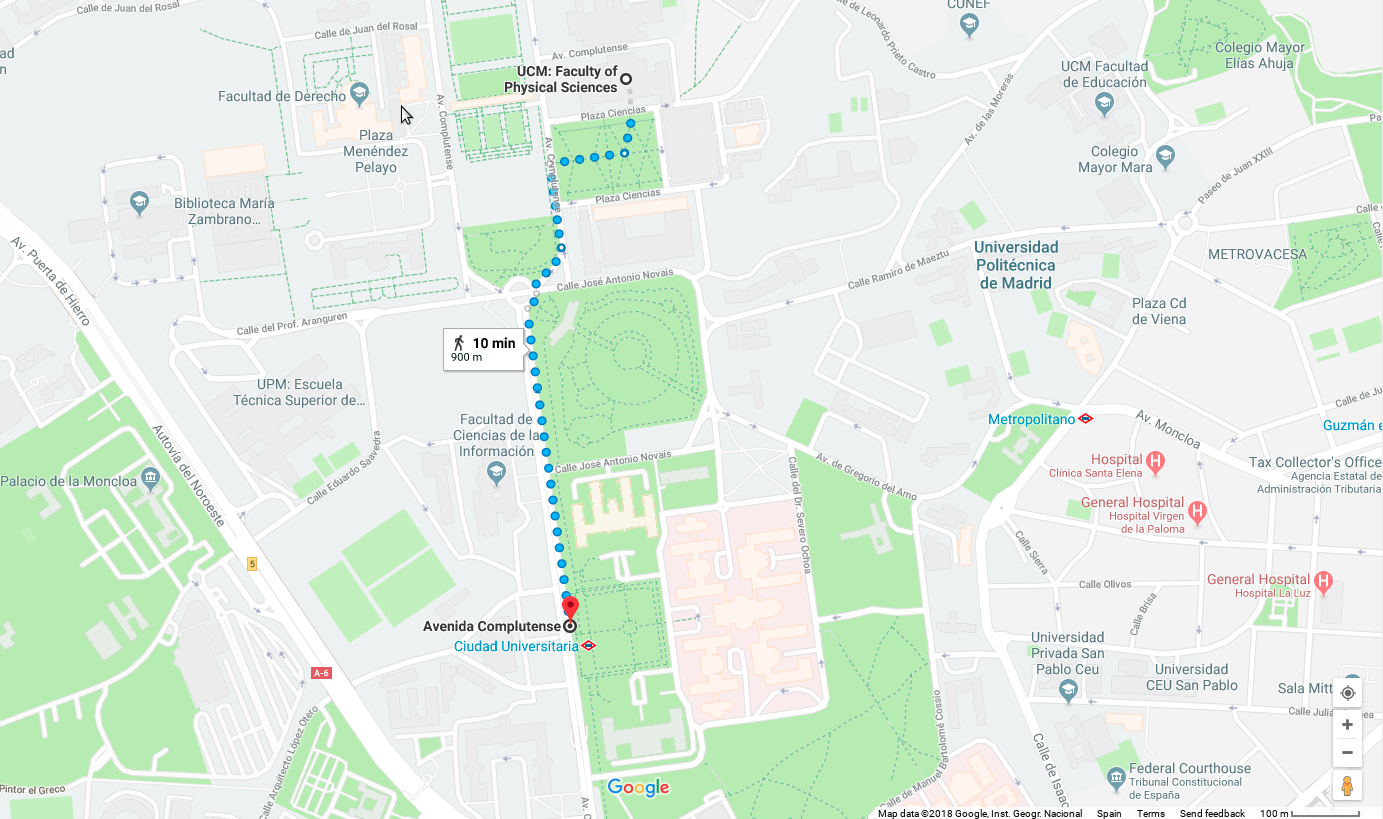 Calle de Juan del Rosal
Calle de Juan del Rosal
CUNEF
Calle de Leonardo Prieto Castro
Av. Complutense
Colegio Mayor
Elías Ahuja
ad
n
UCM: Faculty of
Physical Sciences
UCM Facultad
de Educación
Facultad de Derecho
Av. Complutense
Plaza Ciencias
Av. de las Moreras
Plaza
Menéndez
Pelayo
Av. Complutense
Colegio
Mayor Mara
Paseo de Juan XXIII
Biblioteca María
Zambrano...
Plaza Ciencias
Calle
Av. Puerta de Hierro
Universidad
Politécnica
de Madrid
METROVACESA
Calle Ramiro de Maeztu
Calle José Antonio Novais
Calle del Prof. Aranguren
Plaza Cd
de Viena
10 min
900 m
UPM: Escuela
Técnica Superior de...
Calle de Ju
Facultad de
Ciencias de la
Información
Metropolitano
Av. Moncloa
Guzmán e
Autovía del Noroeste
Calle Eduardo Saavedra
Calle José Antonio Novais
Av. de Gregorio del Amo
Calle del Dr. Severo Ochoa
Hospital
Clínica Santa Elena
Tax Collector's Office
Agencia Estatal de
Administración Tributaria
Palacio de la Moncloa
General Hospital
Hospital Virgen
de la Paloma
Calle Sierra
5
Calle Olivos
General Hospital
Hospital La Luz
Calle Brisa
Avenida Complutense
Ciudad Universitaria
Universidad
Privada San
Pablo Ceu
Universidad
CEU San Pablo
A-6
Sala Mitt
Calle Julia
Calle Arquitecto López Otero
Calle de Manuel Bartolomé Cossío
Calle de Isaac
Pintor el Greco
Av. C
Google
Federal Courthouse
Tribunal Constitucional
de España
Map data ©2018 Google, Inst. Geogr. Nacional Spain Terms Send feedback 100 m